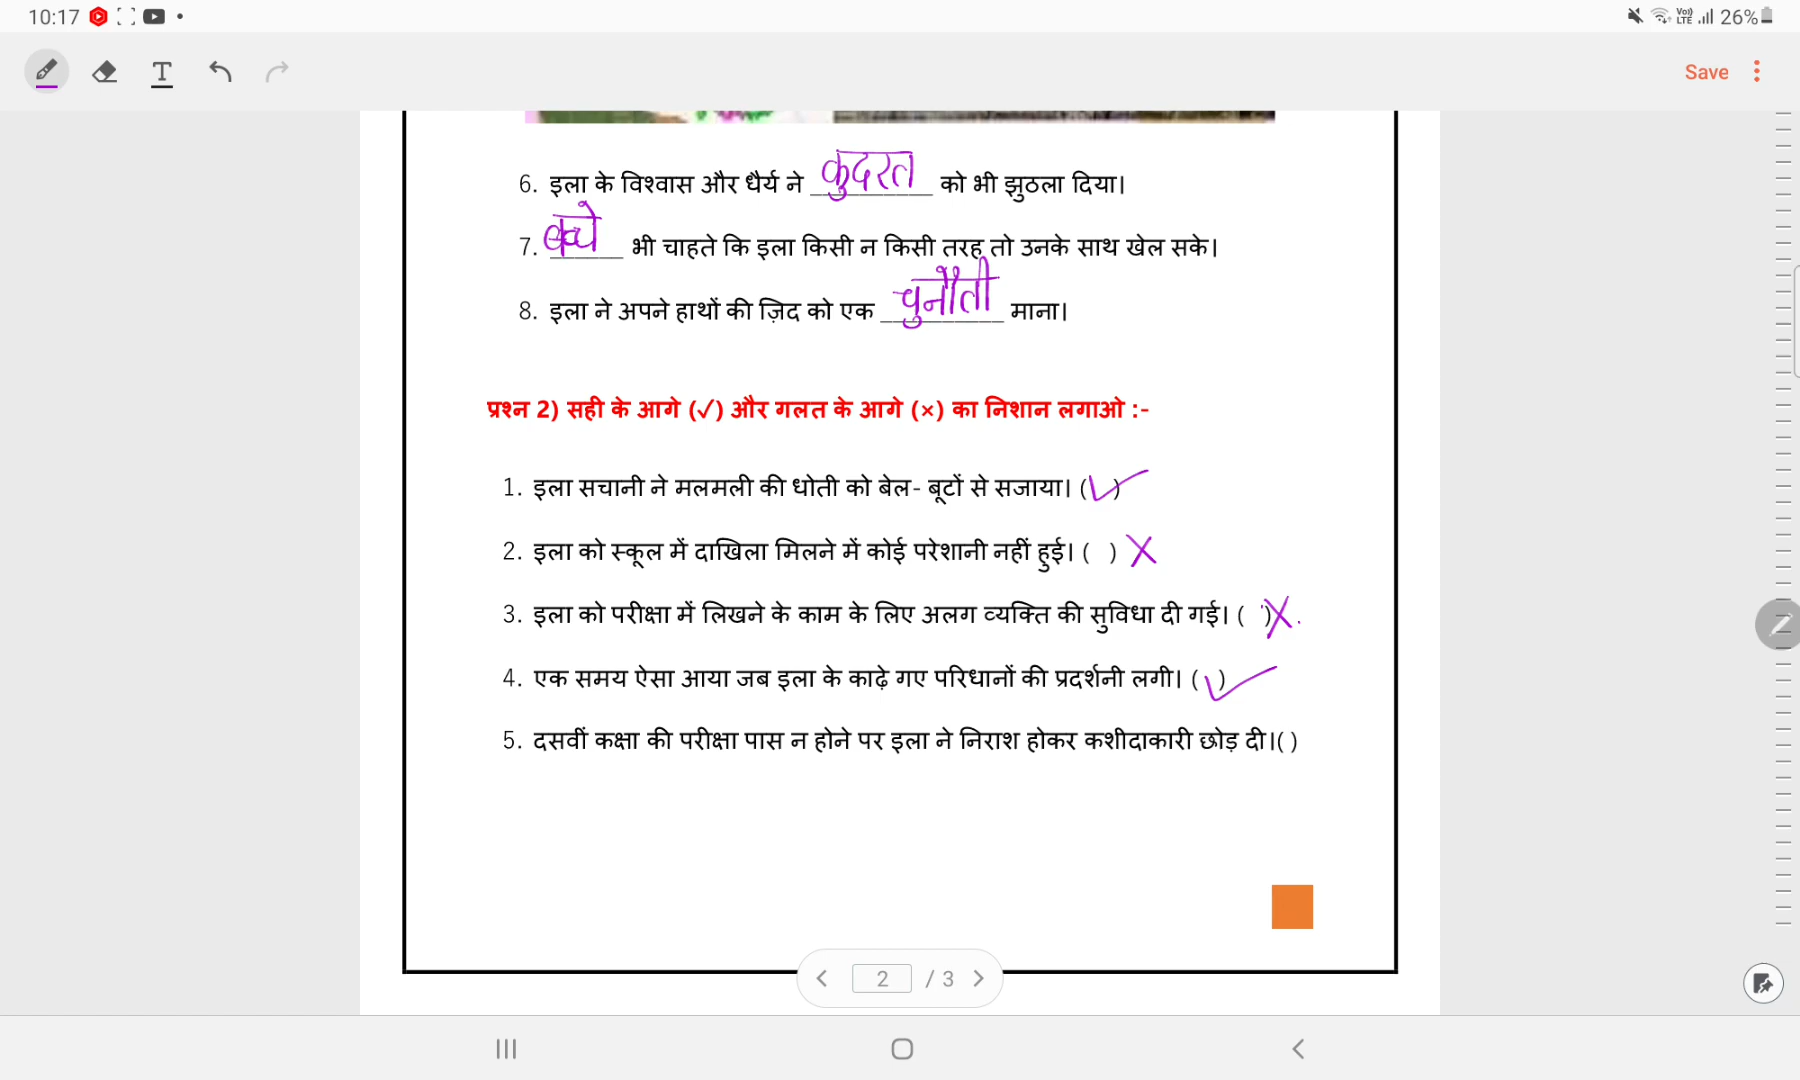 10:17 26%
Save
6. इला के विश्वास और धैर्य ने कुदरत को भी झुठला दिया।
7. बच्चे भी चाहते कि इला किसी न किसी तरह तो उनके साथ खेल सके।
8. इला ने अपने हाथों की ज़िद को एक चुनौती माना।
प्रश्न 2) सही के आगे (✓) और गलत के आगे (×) का निशान लगाओ :-
1. इला सचानी ने मलमली की धोती को बेल- बूटों से सजाया। (✓)
2. इला को स्कूल में दाखिला मिलने में कोई परेशानी नहीं हुई। ( ) ×
3. इला को परीक्षा में लिखने के काम के लिए अलग व्यक्ति की सुविधा दी गई। ( ) ×
4. एक समय ऐसा आया जब इला के काढ़े गए परिधानों की प्रदर्शनी लगी। (✓)
5. दसवीं कक्षा की परीक्षा पास न होने पर इला ने निराश होकर कशीदाकारी छोड़ दी।( )
2 / 3